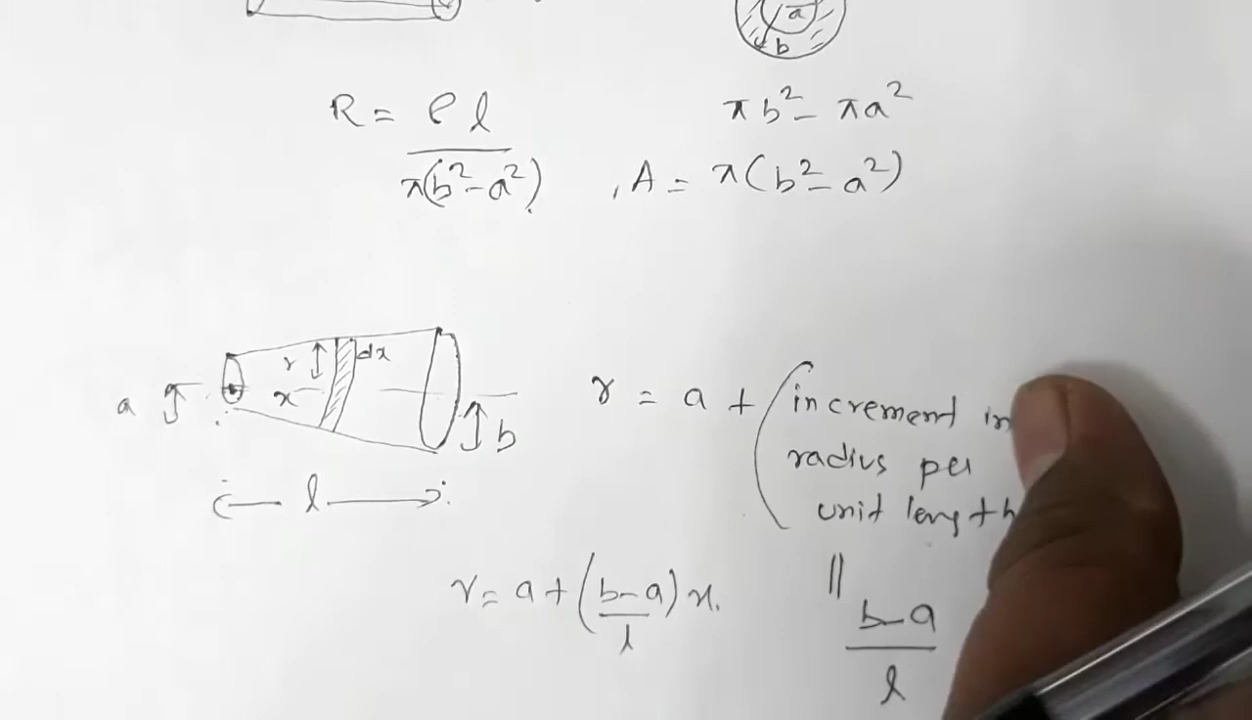 a
b
R = ρl / π(b² - a²)
πb² - πa²
, A = π(b² - a²)
r
dx
x
a
b
l
r = a + (increment in
radius per
unit length
r = a + (b-a / l) x.
|| b-a / l